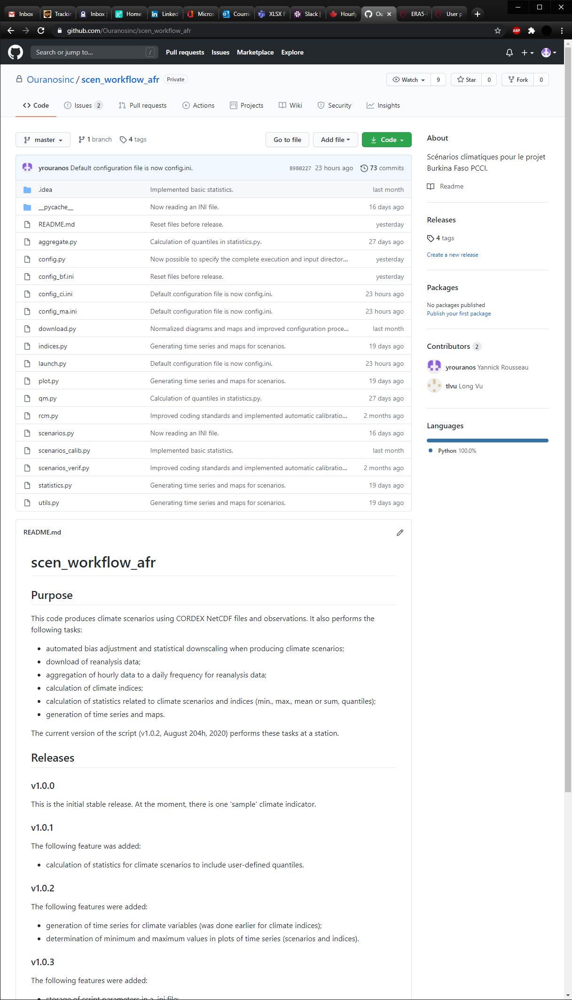 Inbox
Trackin
Inbox |
Home
Linked
Micros
Courrie
XLSX F
Slack |
Hourly
Ou
ERA5-
User p
github.com/Ouranosinc/scen_workflow_afr
ABP
Search or jump to... /
Pull requests Issues Marketplace Explore
Ouranosinc / scen_workflow_afr Private
Watch 9 Star 0 Fork 0
Code Issues 2 Pull requests Actions Projects Wiki Security Insights
master 1 branch 4 tags Go to file Add file Code
yrouranos Default configuration file is now config.ini. 8980227 23 hours ago 73 commits
.idea Implemented basic statistics. last month
__pycache__ Now reading an INI file. 16 days ago
README.md Reset files before release. yesterday
aggregate.py Calculation of quantiles in statistics.py. 27 days ago
config.py Now possible to specify the complete execution and input director... yesterday
config_bf.ini Reset files before release. yesterday
config_ci.ini Default configuration file is now config.ini. 23 hours ago
config_ma.ini Default configuration file is now config.ini. 23 hours ago
download.py Normalized diagrams and maps and improved configuration proce... last month
indices.py Generating time series and maps for scenarios. 19 days ago
launch.py Default configuration file is now config.ini. 23 hours ago
plot.py Generating time series and maps for scenarios. 19 days ago
qm.py Calculation of quantiles in statistics.py. 27 days ago
rcm.py Improved coding standards and implemented automatic calibratio... 2 months ago
scenarios.py Now reading an INI file. 16 days ago
scenarios_calib.py Implemented basic statistics. last month
scenarios_verif.py Improved coding standards and implemented automatic calibratio... 2 months ago
statistics.py Generating time series and maps for scenarios. 19 days ago
utils.py Generating time series and maps for scenarios. 19 days ago
About
Scénarios climatiques pour le projet
Burkina Faso PCCI.
Readme
Releases
4 tags
Create a new release
Packages
No packages published
Publish your first package
Contributors 2
yrouranos Yannick Rousseau
tlvu Long Vu
Languages
Python 100.0%
README.md
scen_workflow_afr
Purpose
This code produces climate scenarios using CORDEX NetCDF files and observations. It also performs the
following tasks:
• automated bias adjustment and statistical downscaling when producing climate scenarios;
• download of reanalysis data;
• aggregation of hourly data to a daily frequency for reanalysis data;
• calculation of climate indices;
• calculation of statistics related to climate scenarios and indices (min., max., mean or sum, quantiles);
• generation of time series and maps.
The current version of the script (v1.0.2, August 204h, 2020) performs these tasks at a station.
Releases
v1.0.0
This is the initial stable release. At the moment, there is one 'sample' climate indicator.
v1.0.1
The following feature was added:
• calculation of statistics for climate scenarios to include user-defined quantiles.
v1.0.2
The following features were added:
• generation of time series for climate variables (was done earlier for climate indices);
• determination of minimum and maximum values in plots of time series (scenarios and indices).
v1.0.3
The following features were added:
• storage of script parameters in a .ini file;